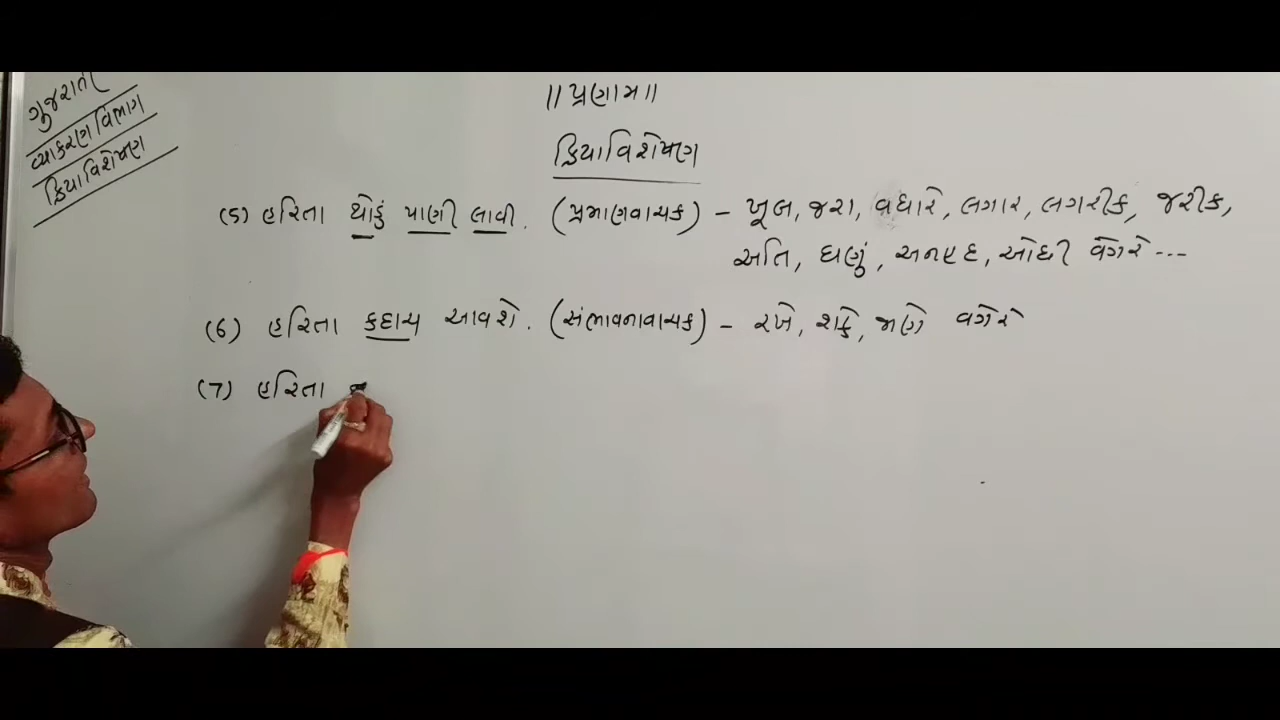 ગુજરાતી
વ્યાકરણ વિભાગ
ક્રિયાવિશેષણ
॥ પ્રણામ ॥
ક્રિયાવિશેષણ
(5) હરિતા થોડું પાણી લાવી. (પ્રમાણવાચક) - ખૂબ, જરા, વધારે, લગાર, લગરીક, જરીક,
અતિ, ઘણું, અનહદ, ઓછી વગેરે ---
(6) હરિતા કદાચ આવશે. (સંભાવનાવાચક) - રખે, શકે, જાણે વગેરે
(7) હરિતા